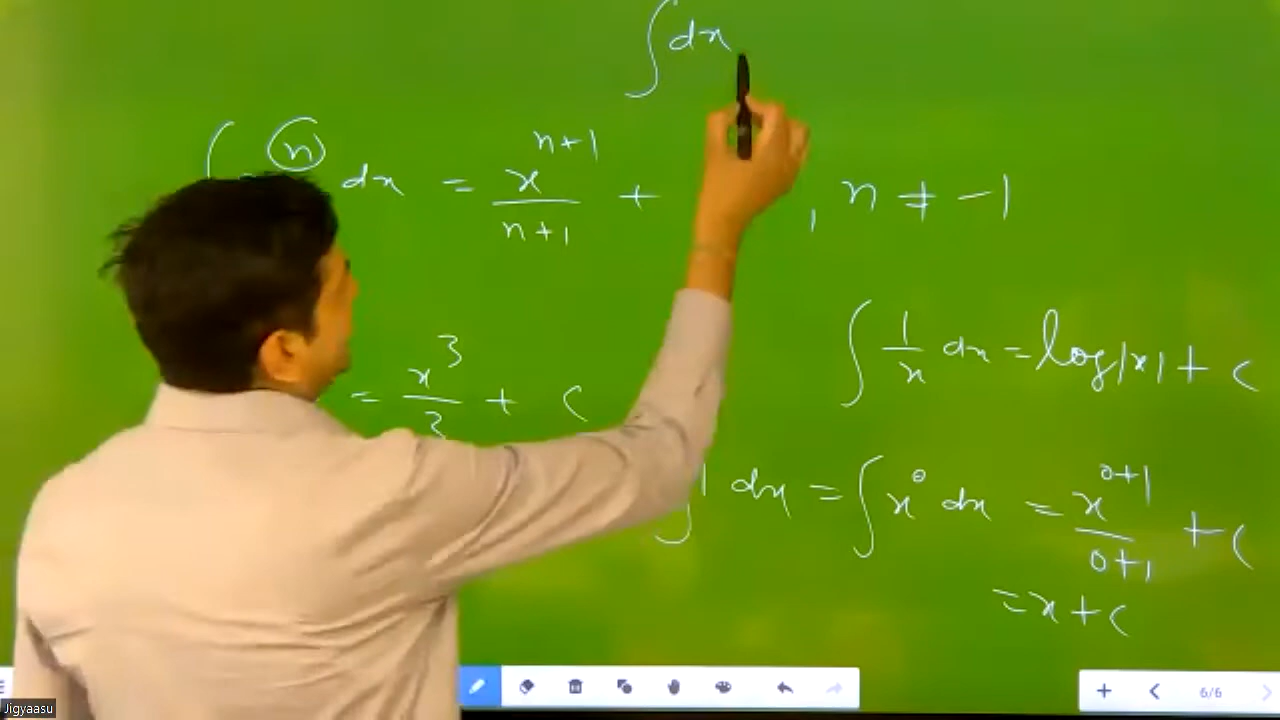 ∫ dx
∫ n dx = x^{n+1}/(n+1) + , n ≠ -1
∫ 1/x dx = log|x| + c
= x^3/3 + c
∫ 1 dx = ∫ x^0 dx = x^{0+1}/(0+1) + c
= x + c
6/6
Jigyaasu